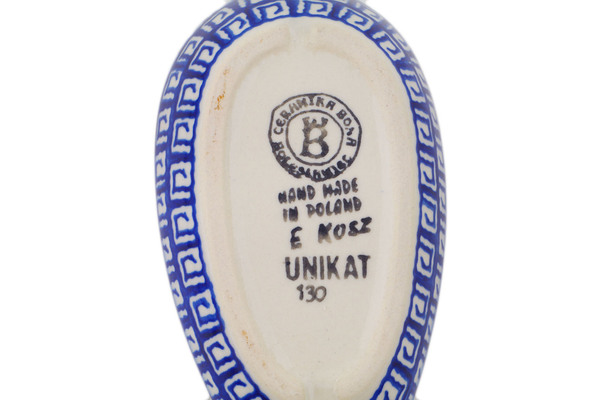 CERAMIKA BONA
BOLESŁAWIEC
B
HAND MADE
IN POLAND
E KOSZ
UNIKAT
130